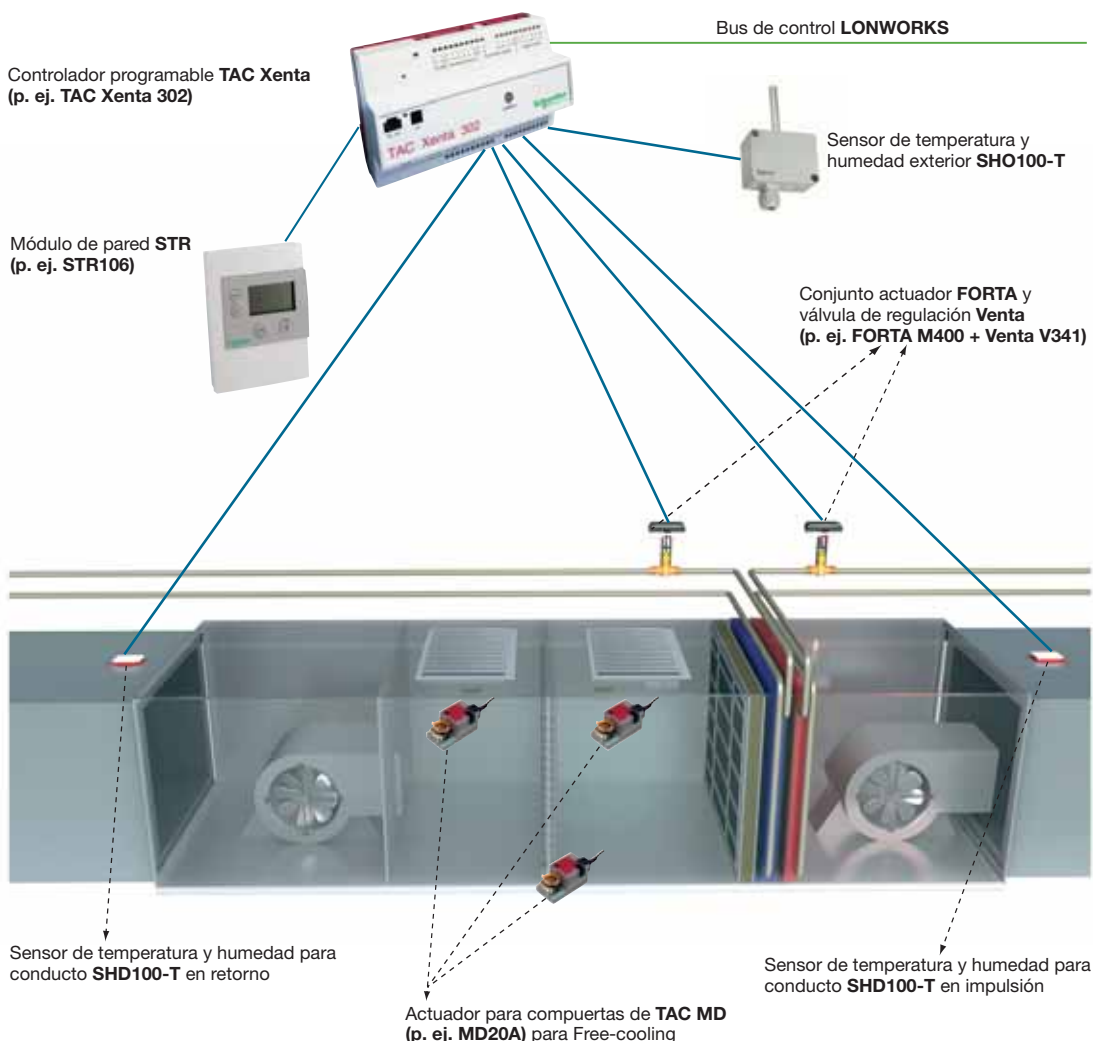 Bus de control LONWORKS
Controlador programable TAC Xenta
(p. ej. TAC Xenta 302)
Schneider
TAC Xenta 302
Sensor de temperatura y
humedad exterior SHO100-T
Módulo de pared STR
(p. ej. STR106)
Conjunto actuador FORTA y
válvula de regulación Venta
(p. ej. FORTA M400 + Venta V341)
Sensor de temperatura y humedad para
conducto SHD100-T en retorno
Sensor de temperatura y humedad para
conducto SHD100-T en impulsión
Actuador para compuertas de TAC MD
(p. ej. MD20A) para Free-cooling